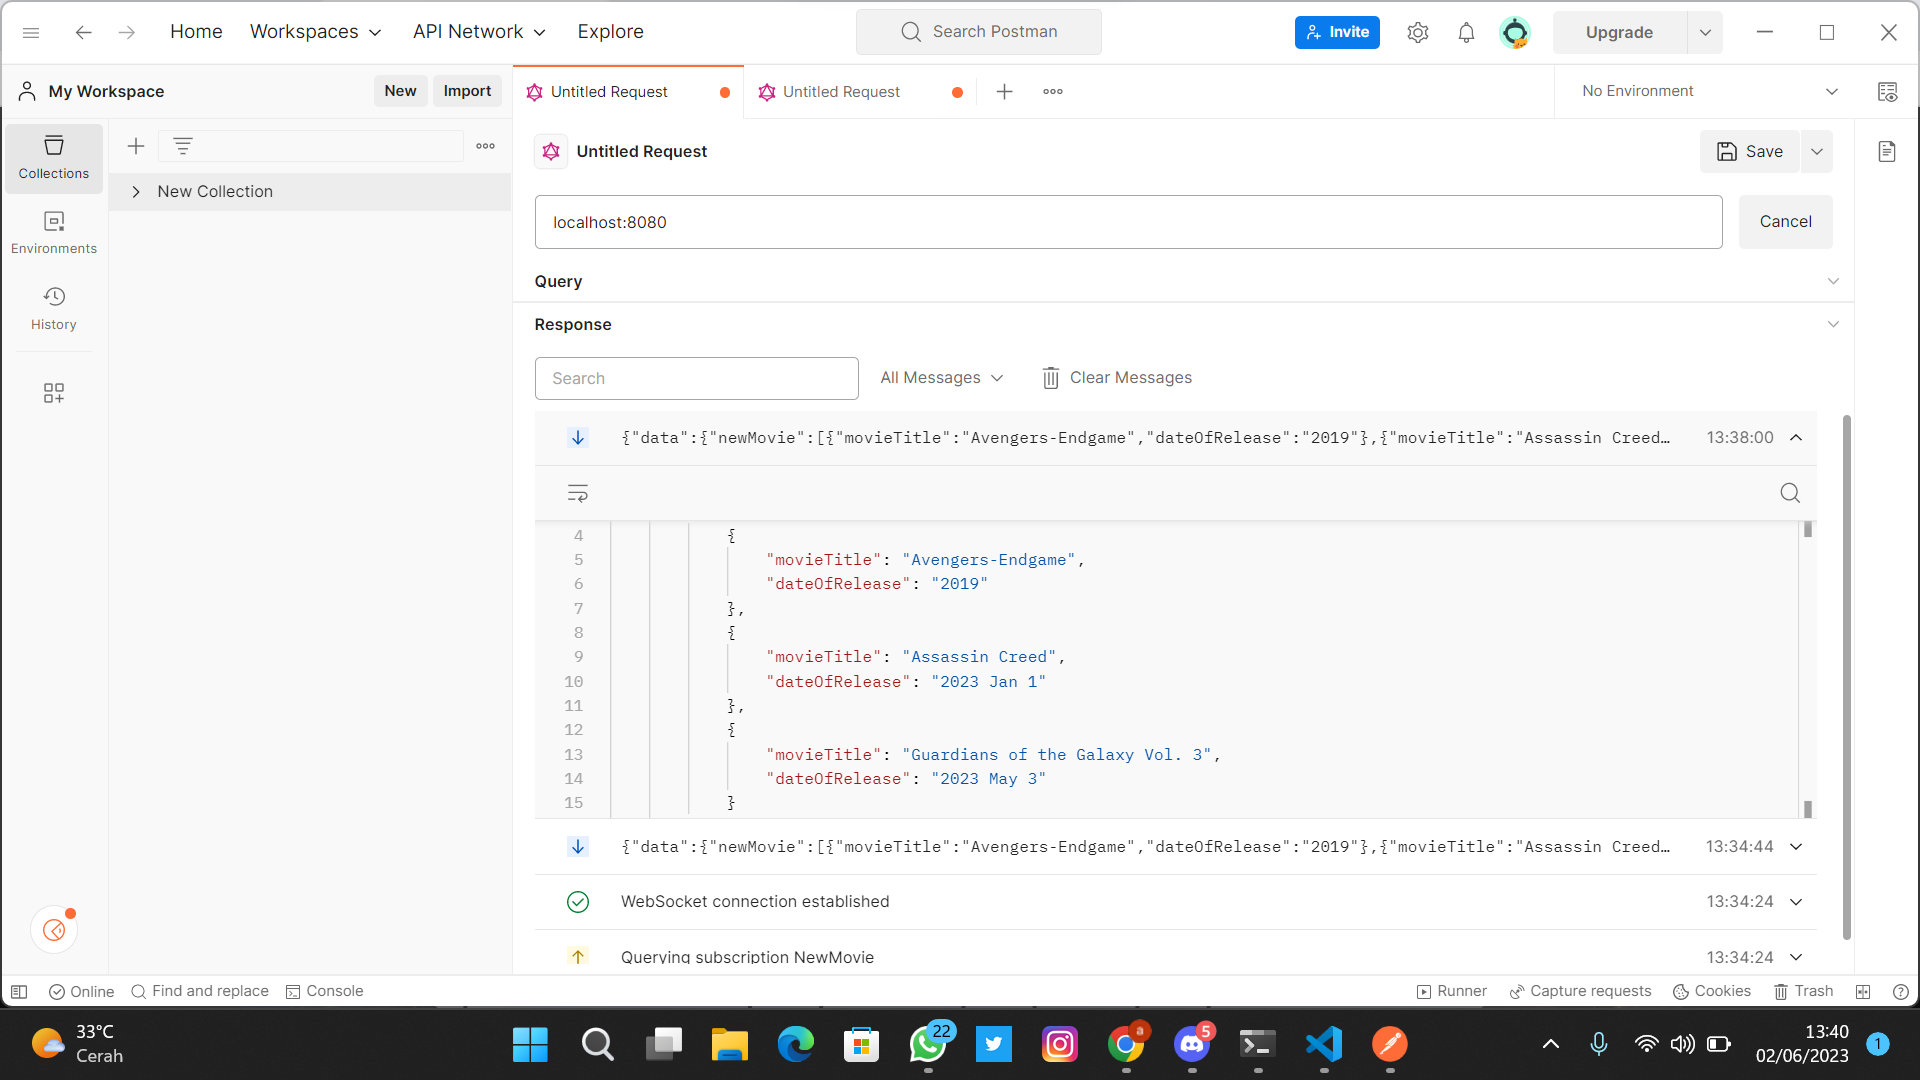 Home Workspaces API Network Explore Search Postman Invite Upgrade
My Workspace New Import Untitled Request Untitled Request No Environment
Collections
New Collection
Environments
History
Untitled Request Save
localhost:8080 Cancel
Query
Response
Search All Messages Clear Messages
{"data":{"newMovie":[{"movieTitle":"Avengers-Endgame","dateOfRelease":"2019"},{"movieTitle":"Assassin Creed… 13:38:00
4 {
5 "movieTitle": "Avengers-Endgame",
6 "dateOfRelease": "2019"
7 },
8 {
9 "movieTitle": "Assassin Creed",
10 "dateOfRelease": "2023 Jan 1"
11 },
12 {
13 "movieTitle": "Guardians of the Galaxy Vol. 3",
14 "dateOfRelease": "2023 May 3"
15 }
{"data":{"newMovie":[{"movieTitle":"Avengers-Endgame","dateOfRelease":"2019"},{"movieTitle":"Assassin Creed… 13:34:44
WebSocket connection established 13:34:24
Querying subscription NewMovie 13:34:24
Online Find and replace Console Runner Capture requests Cookies Trash
33°C
Cerah
22
a
5
13:40
02/06/2023
1